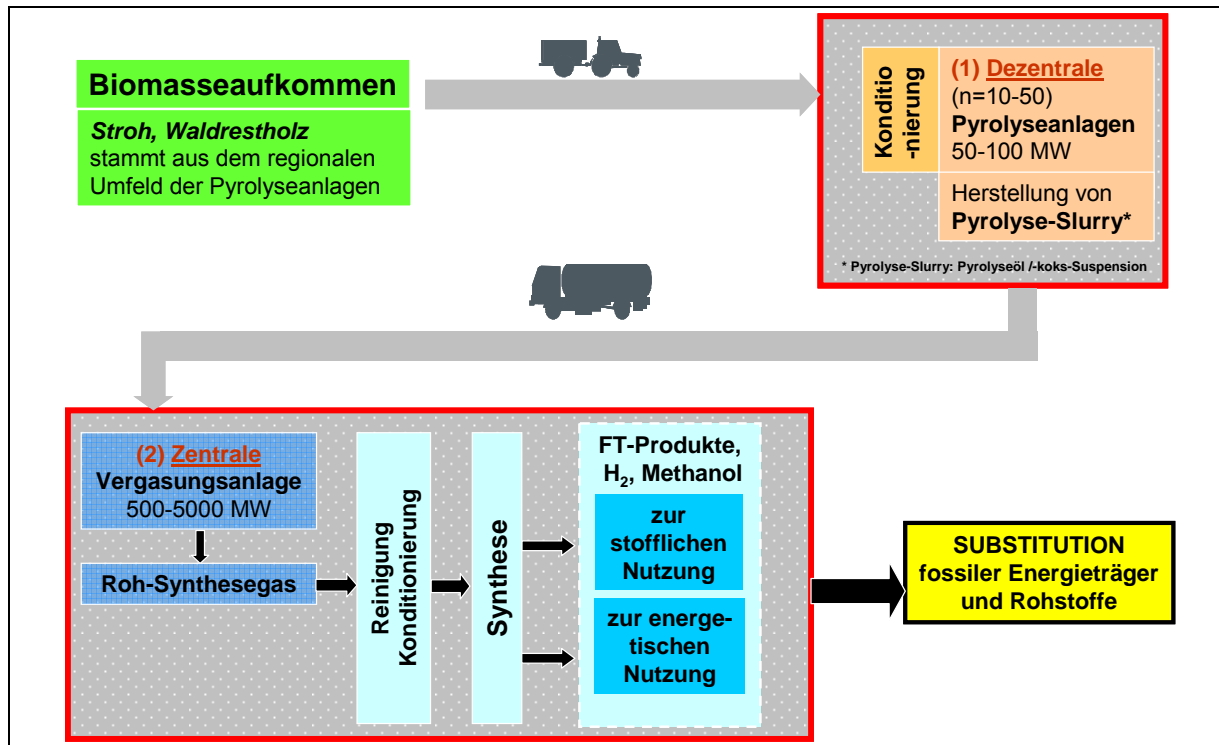 Biomasseaufkommen
Stroh, Waldrestholz
stammt aus dem regionalen
Umfeld der Pyrolyseanlagen
Konditio
-nierung
(1) Dezentrale
(n=10-50)
Pyrolyseanlagen
50-100 MW
Herstellung von
Pyrolyse-Slurry*
* Pyrolyse-Slurry: Pyrolyseöl /-koks-Suspension
(2) Zentrale
Vergasungsanlage
500-5000 MW
Roh-Synthesegas
Reinigung
Konditionierung
Synthese
FT-Produkte,
H₂, Methanol
zur
stofflichen
Nutzung
zur energe-
tischen
Nutzung
SUBSTITUTION
fossiler Energieträger
und Rohstoffe